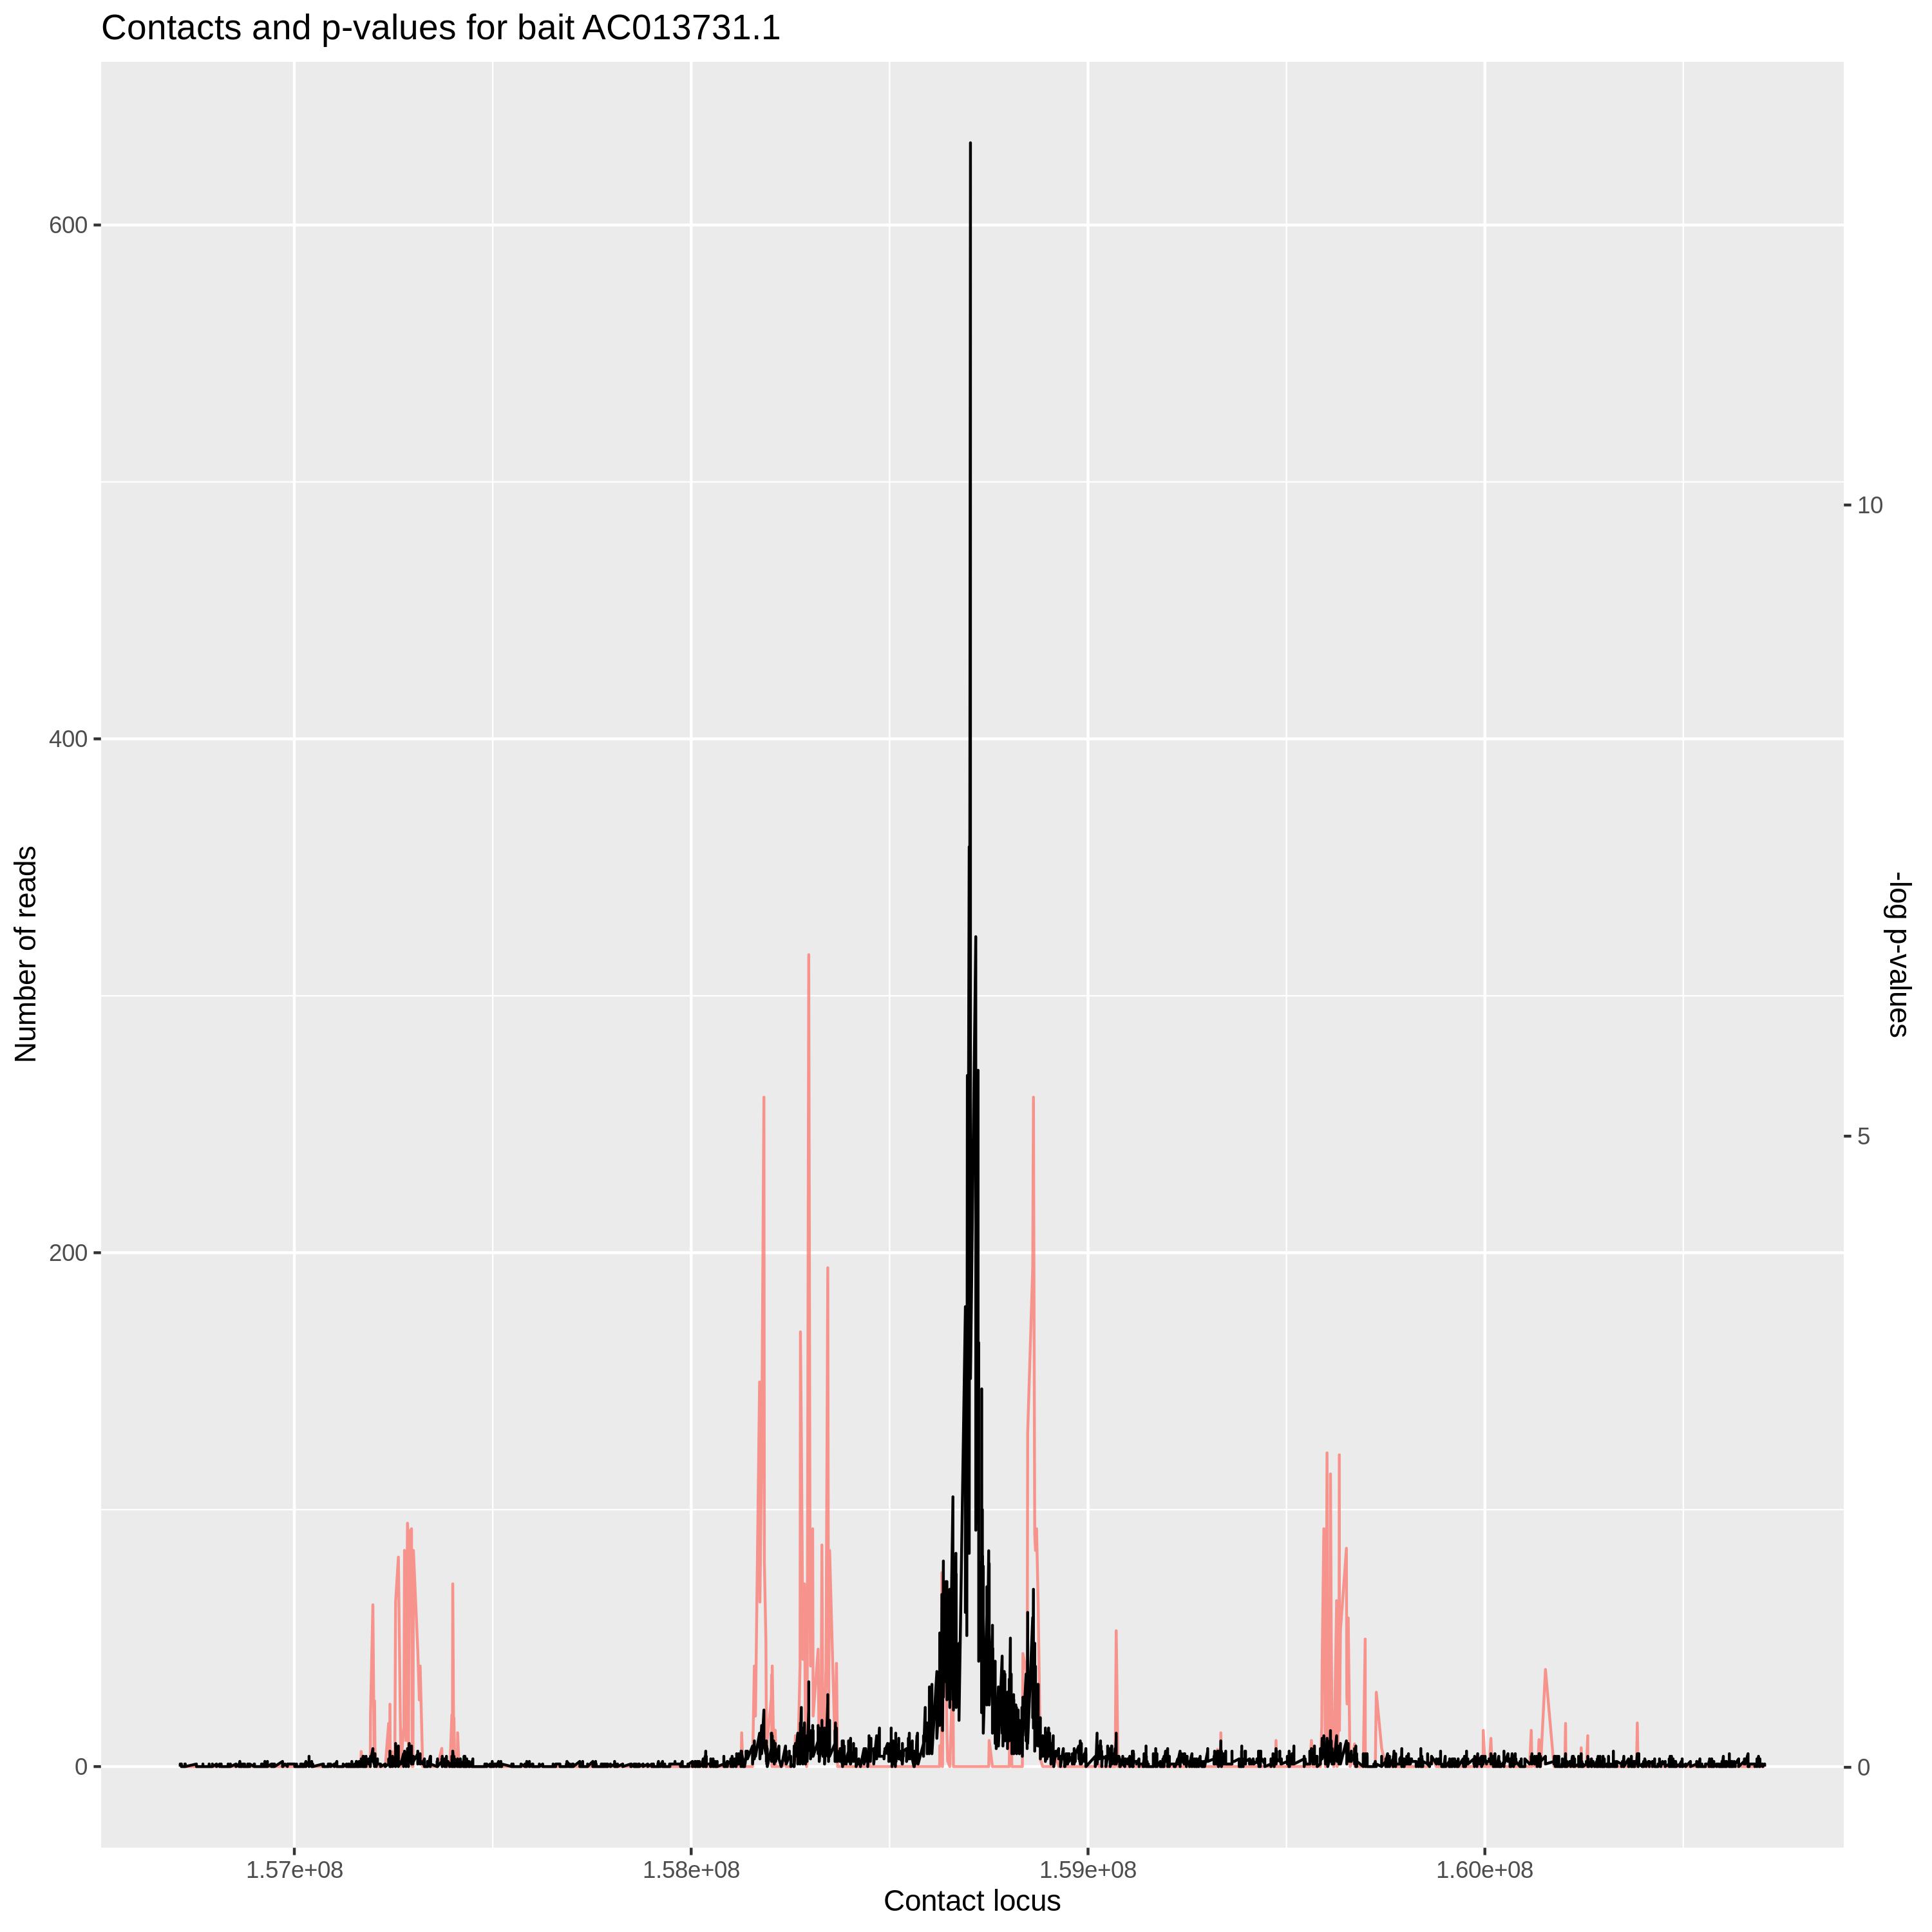 Contacts and p-values for bait AC013731.1
600
400
200
0
Number of reads
10
5
0
-log p-values
1.57e+08
1.58e+08
1.59e+08
1.60e+08
Contact locus